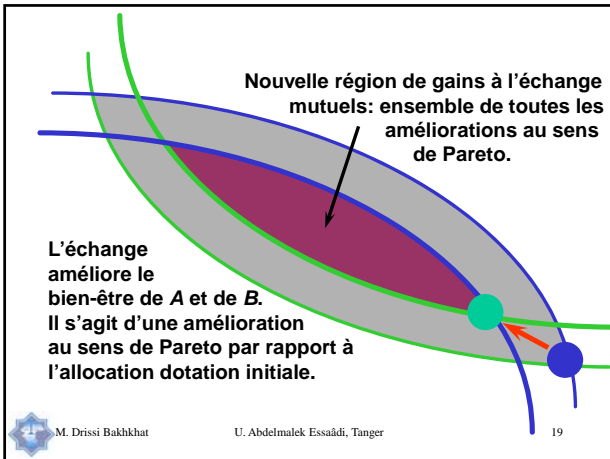 Nouvelle région de gains à l'échange
mutuels: ensemble de toutes les
améliorations au sens
de Pareto.
L'échange
améliore le
bien-être de A et de B.
Il s'agit d'une amélioration
au sens de Pareto par rapport à
l'allocation dotation initiale.
M. Drissi Bakhkhat U. Abdelmalek Essaâdi, Tanger 19